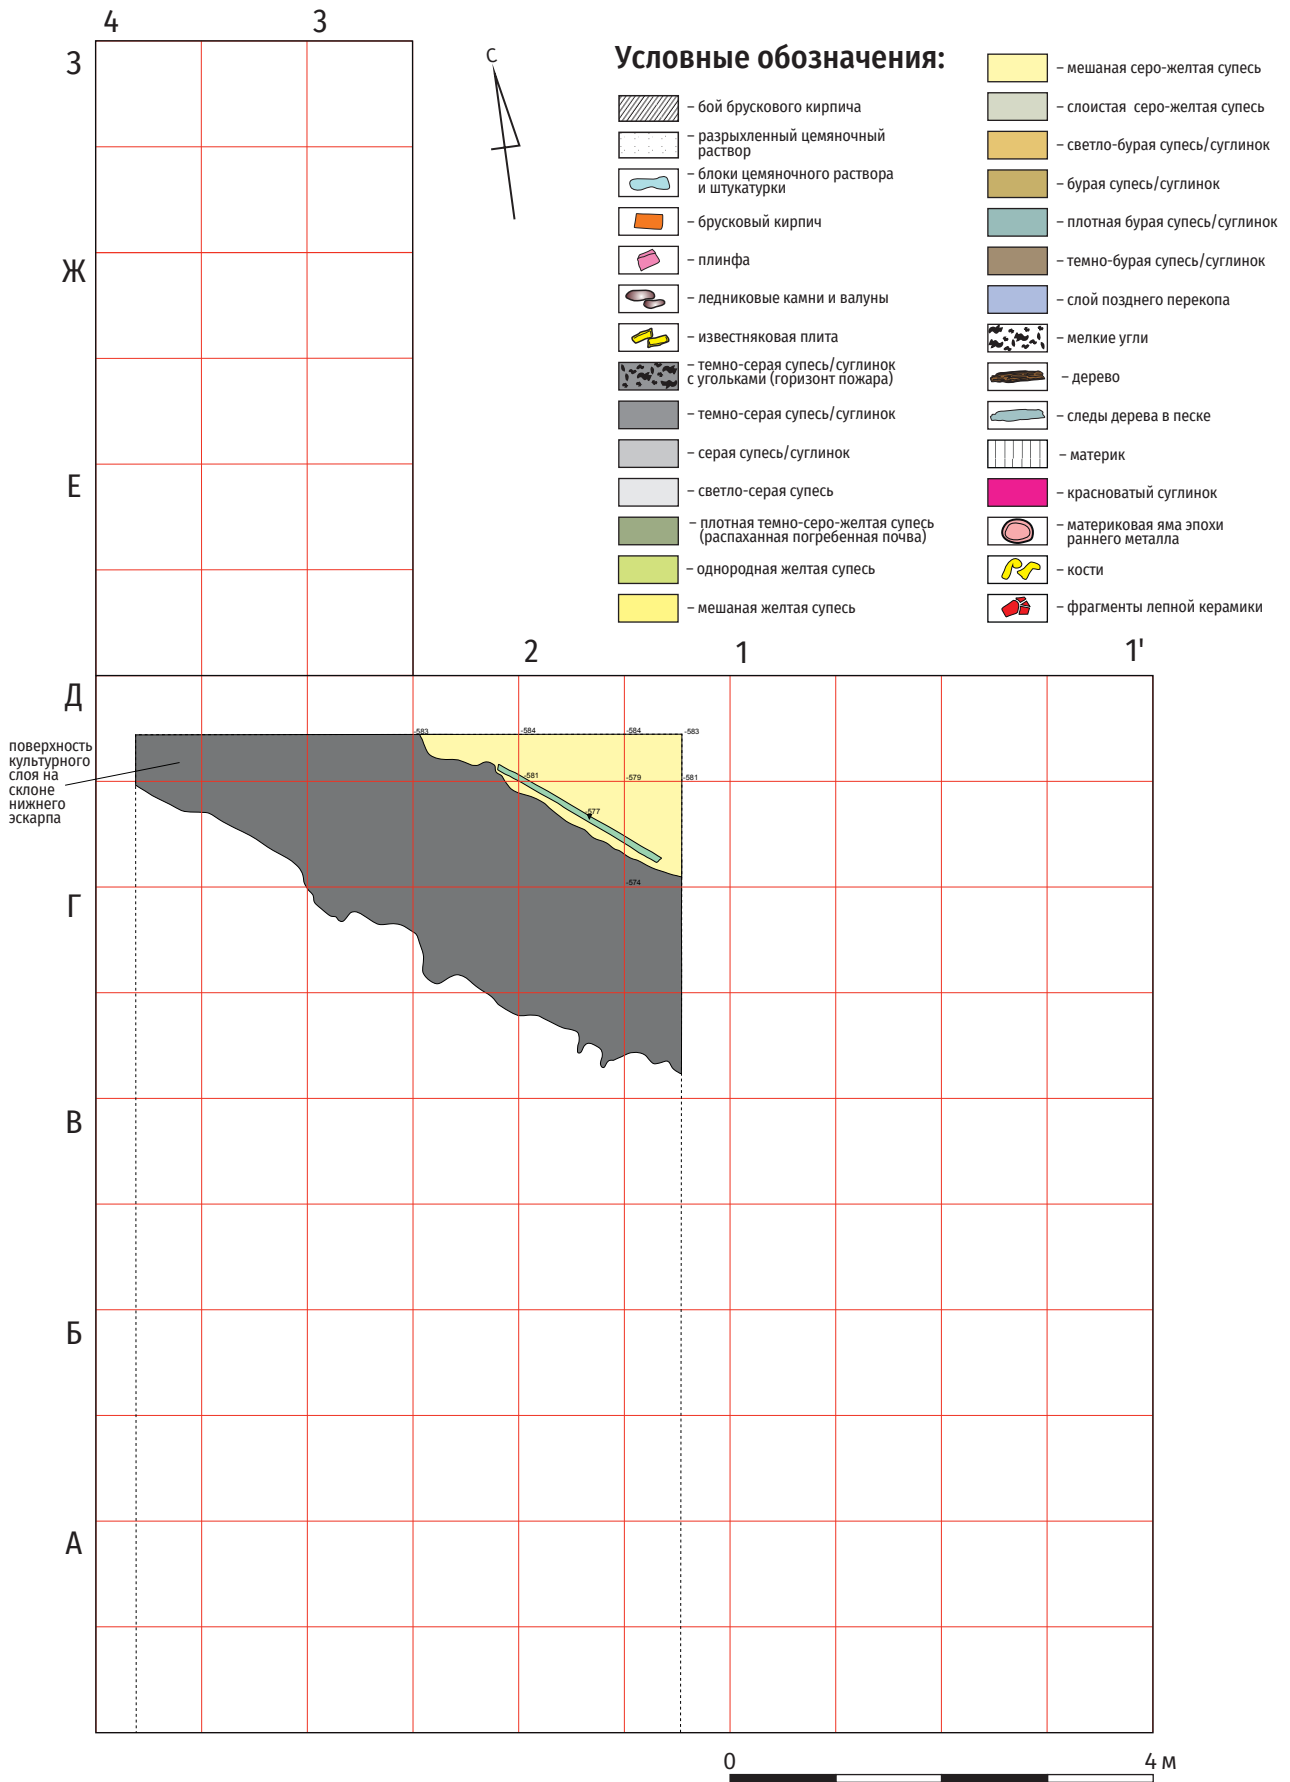 4 3
З
Ж
Е
С
Условные обозначения:
– бой брускового кирпича
– разрыхленный цемяночный
раствор
– блоки цемяночного раствора
и штукатурки
– брусковый кирпич
– плинфа
– ледниковые камни и валуны
– известняковая плита
– темно-серая супесь/суглинок
с угольками (горизонт пожара)
– темно-серая супесь/суглинок
– серая супесь/суглинок
– светло-серая супесь
– плотная темно-серо-желтая супесь
(распаханная погребенная почва)
– однородная желтая супесь
– мешаная желтая супесь
– мешаная серо-желтая супесь
– слоистая серо-желтая супесь
– светло-бурая супесь/суглинок
– бурая супесь/суглинок
– плотная бурая супесь/суглинок
– темно-бурая супесь/суглинок
– слой позднего перекопа
– мелкие угли
– дерево
– следы дерева в песке
– материк
– красноватый суглинок
– материковая яма эпохи
раннего металла
– кости
– фрагменты лепной керамики
2 1 1'
Д
-583 -584 -584 -583
поверхность
культурного
слоя на
склоне
нижнего
эскарпа
-581 -579 -581
-577
-574
Г
В
Б
А
0 4 м